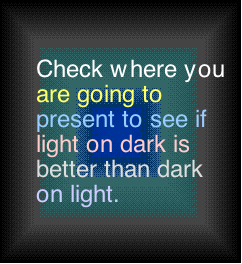 Check where you
are going to
present to see if
light on dark is
better than dark
on light.